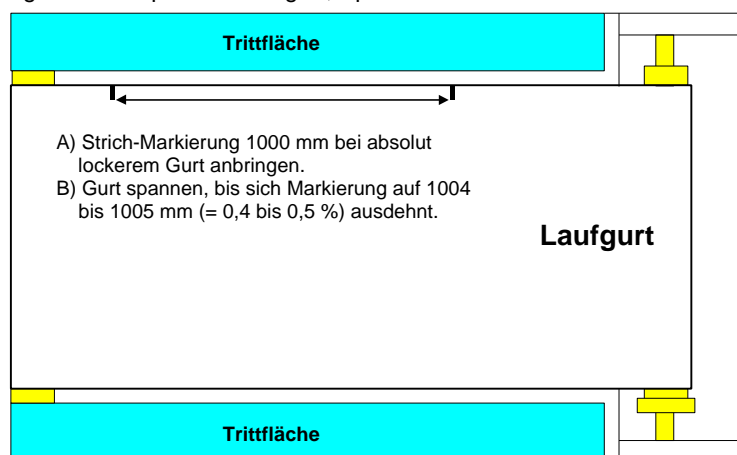 Trittfläche
A) Strich-Markierung 1000 mm bei absolut
lockerem Gurt anbringen.
B) Gurt spannen, bis sich Markierung auf 1004
bis 1005 mm (= 0,4 bis 0,5 %) ausdehnt.
Laufgurt
Trittfläche